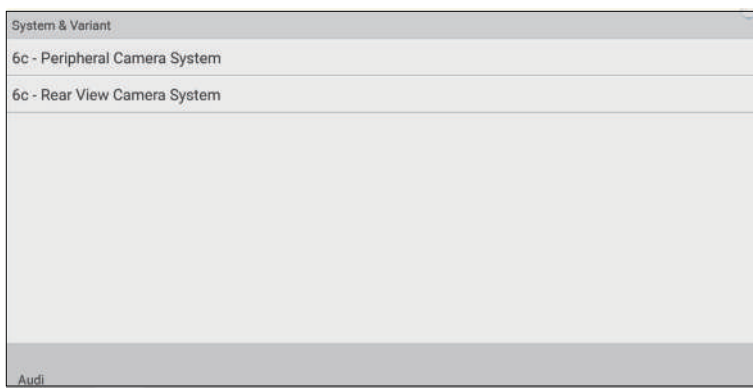 System & Variant
6c - Peripheral Camera System
6c - Rear View Camera System
Audi